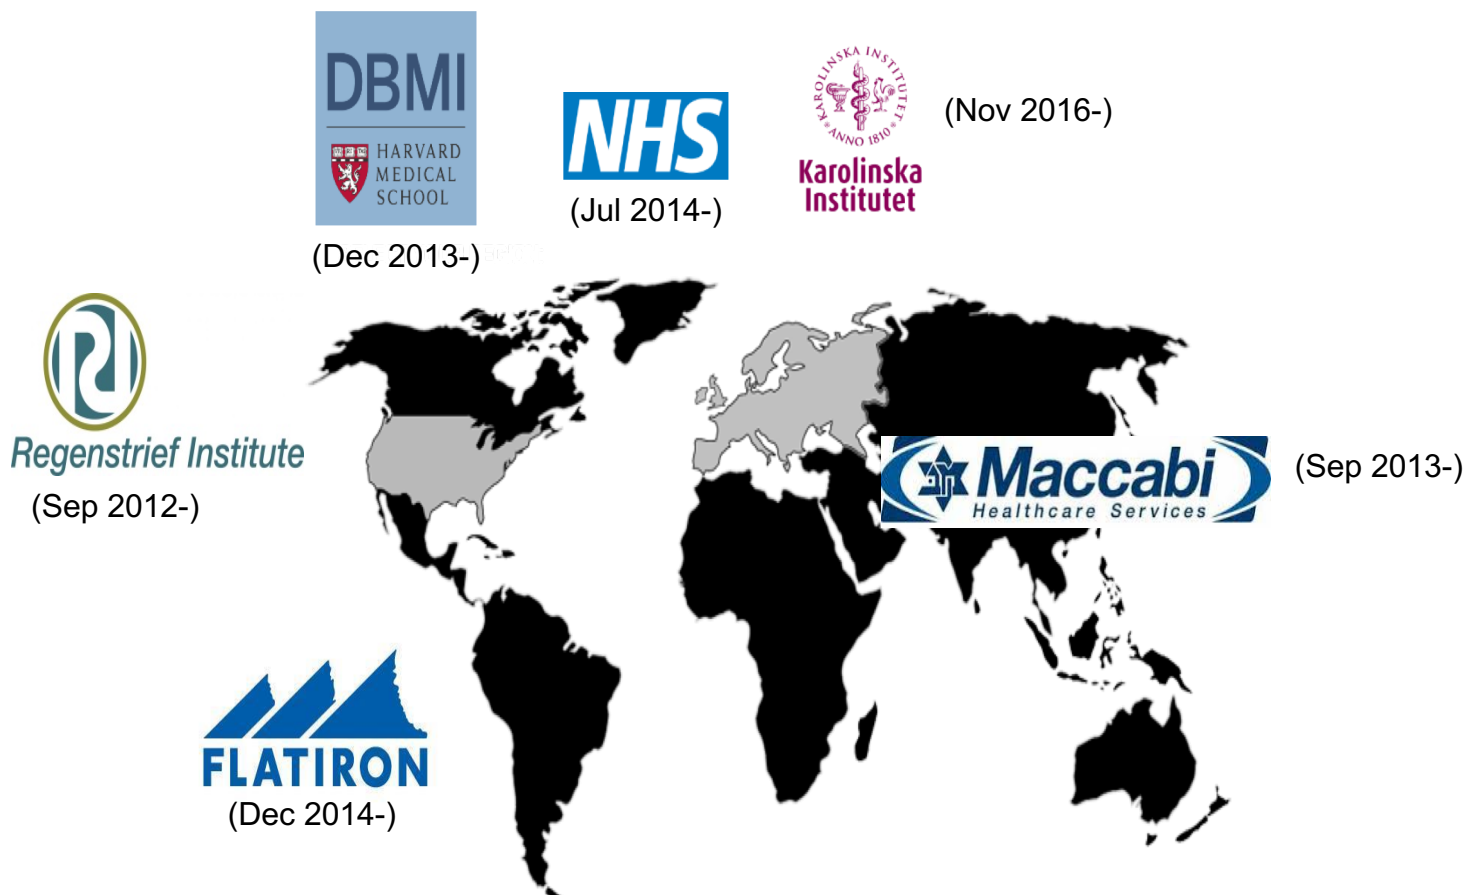 DBMI
HARVARD
MEDICAL
SCHOOL
(Dec 2013-)
NHS
(Jul 2014-)
KAROLINSKA INSTITUTET
ANNO 1810
Karolinska
Institutet
(Nov 2016-)
Regenstrief Institute
(Sep 2012-)
Maccabi
Healthcare Services
(Sep 2013-)
FLATIRON
(Dec 2014-)